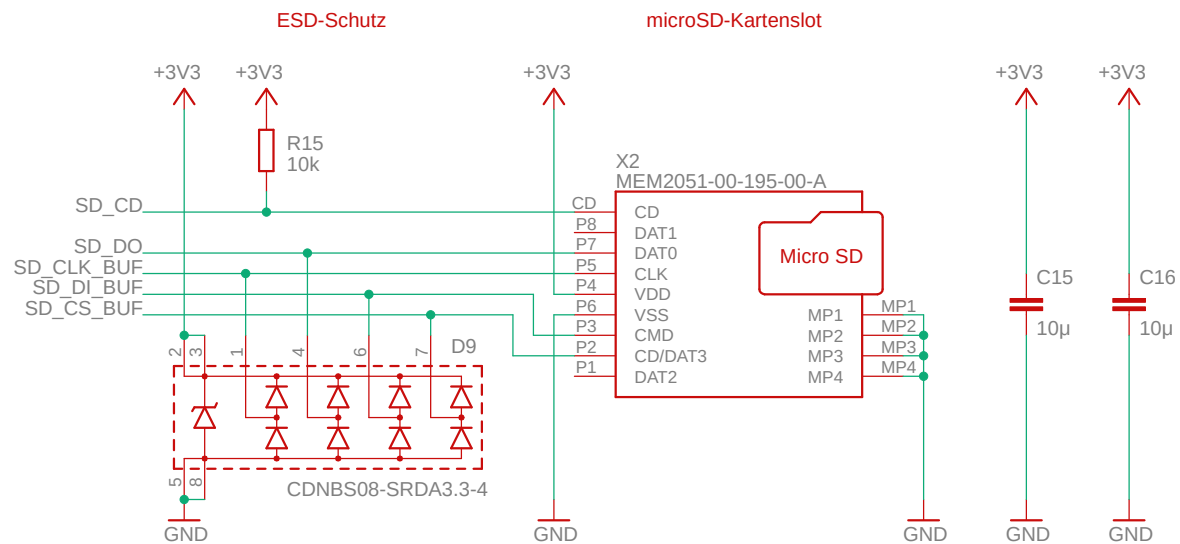 ESD-Schutz
microSD-Kartenslot
+3V3
+3V3
+3V3
+3V3
+3V3
R15
10k
X2
MEM2051-00-195-00-A
SD_CD
SD_DO
SD_CLK_BUF
SD_DI_BUF
SD_CS_BUF
CD
P8
P7
P5
P4
P6
P3
P2
P1
CD
DAT1
DAT0
CLK
VDD
VSS
CMD
CD/DAT3
DAT2
Micro SD
MP1
MP2
MP3
MP4
MP1
MP2
MP3
MP4
C15
10µ
C16
10µ
2
3
1
4
6
7
D9
5
8
CDNBS08-SRDA3.3-4
GND
GND
GND
GND
GND